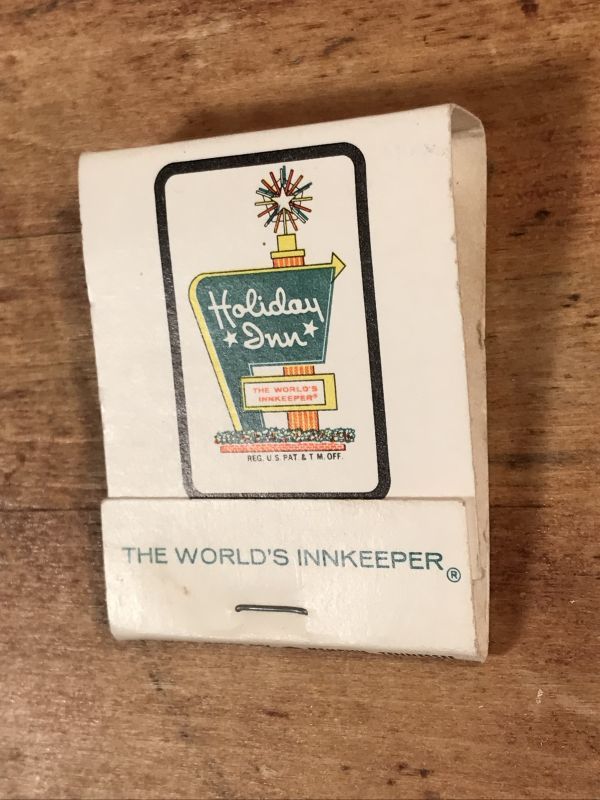 Holiday
Inn
THE WORLD'S
INNKEEPER®
REG. U.S. PAT. & T.M. OFF.
THE WORLD'S INNKEEPER®